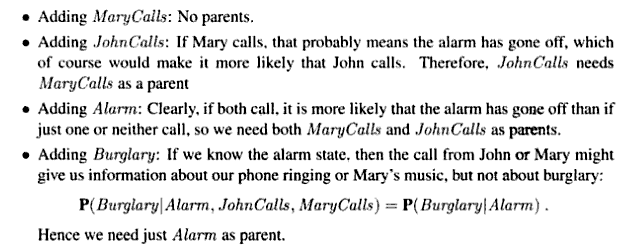 • Adding MaryCalls: No parents.
• Adding JohnCalls: If Mary calls, that probably means the alarm has gone off, which
of course would make it more likely that John calls. Therefore, JohnCalls needs
MaryCalls as a parent
• Adding Alarm: Clearly, if both call, it is more likely that the alarm has gone off than if
just one or neither call, so we need both MaryCalls and JohnCalls as parents.
• Adding Burglary: If we know the alarm state, then the call from John or Mary might
give us information about our phone ringing or Mary's music, but not about burglary:
P(Burglary|Alarm, JohnCalls, MaryCalls) = P(Burglary|Alarm) .
Hence we need just Alarm as parent.